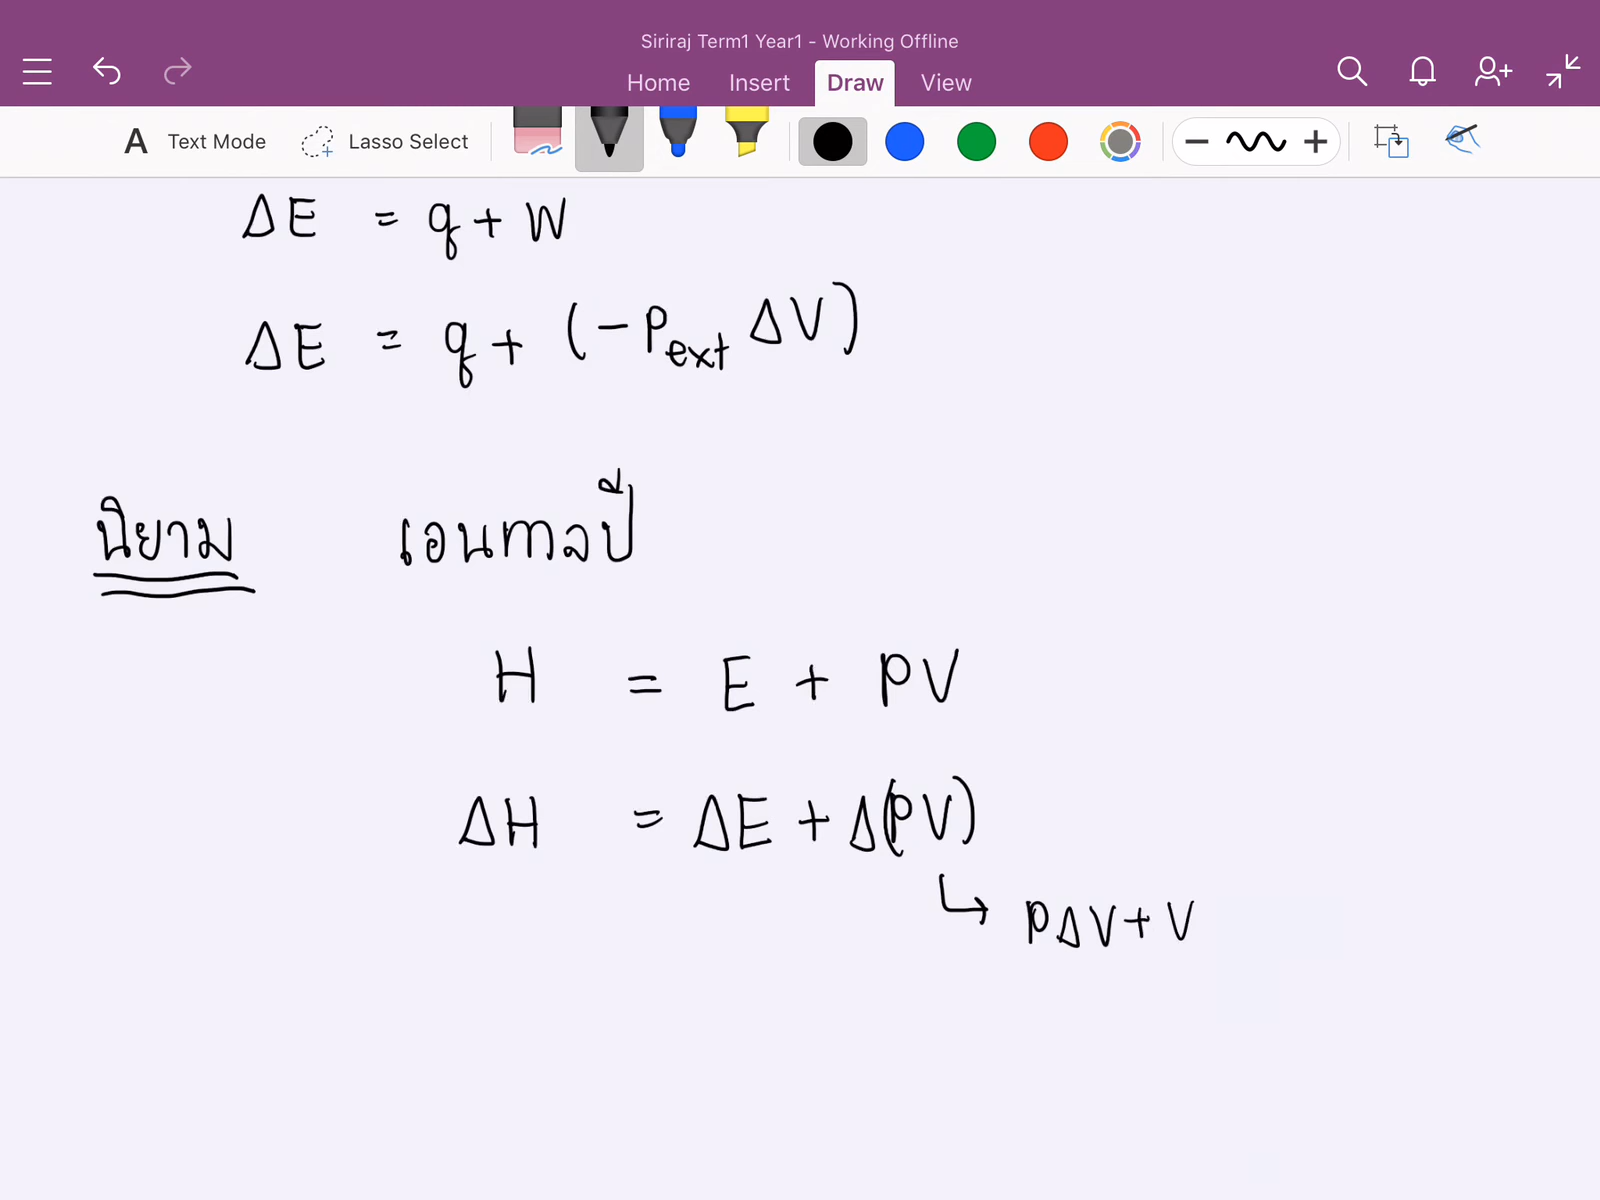 Siriraj Term1 Year1 - Working Offline
Home Insert Draw View
A Text Mode Lasso Select
ΔE = q + W
ΔE = q + (-Pext ΔV)
นิยาม เอนทาลปี
H = E + PV
ΔH = ΔE + Δ(PV)
↳ PΔV + V